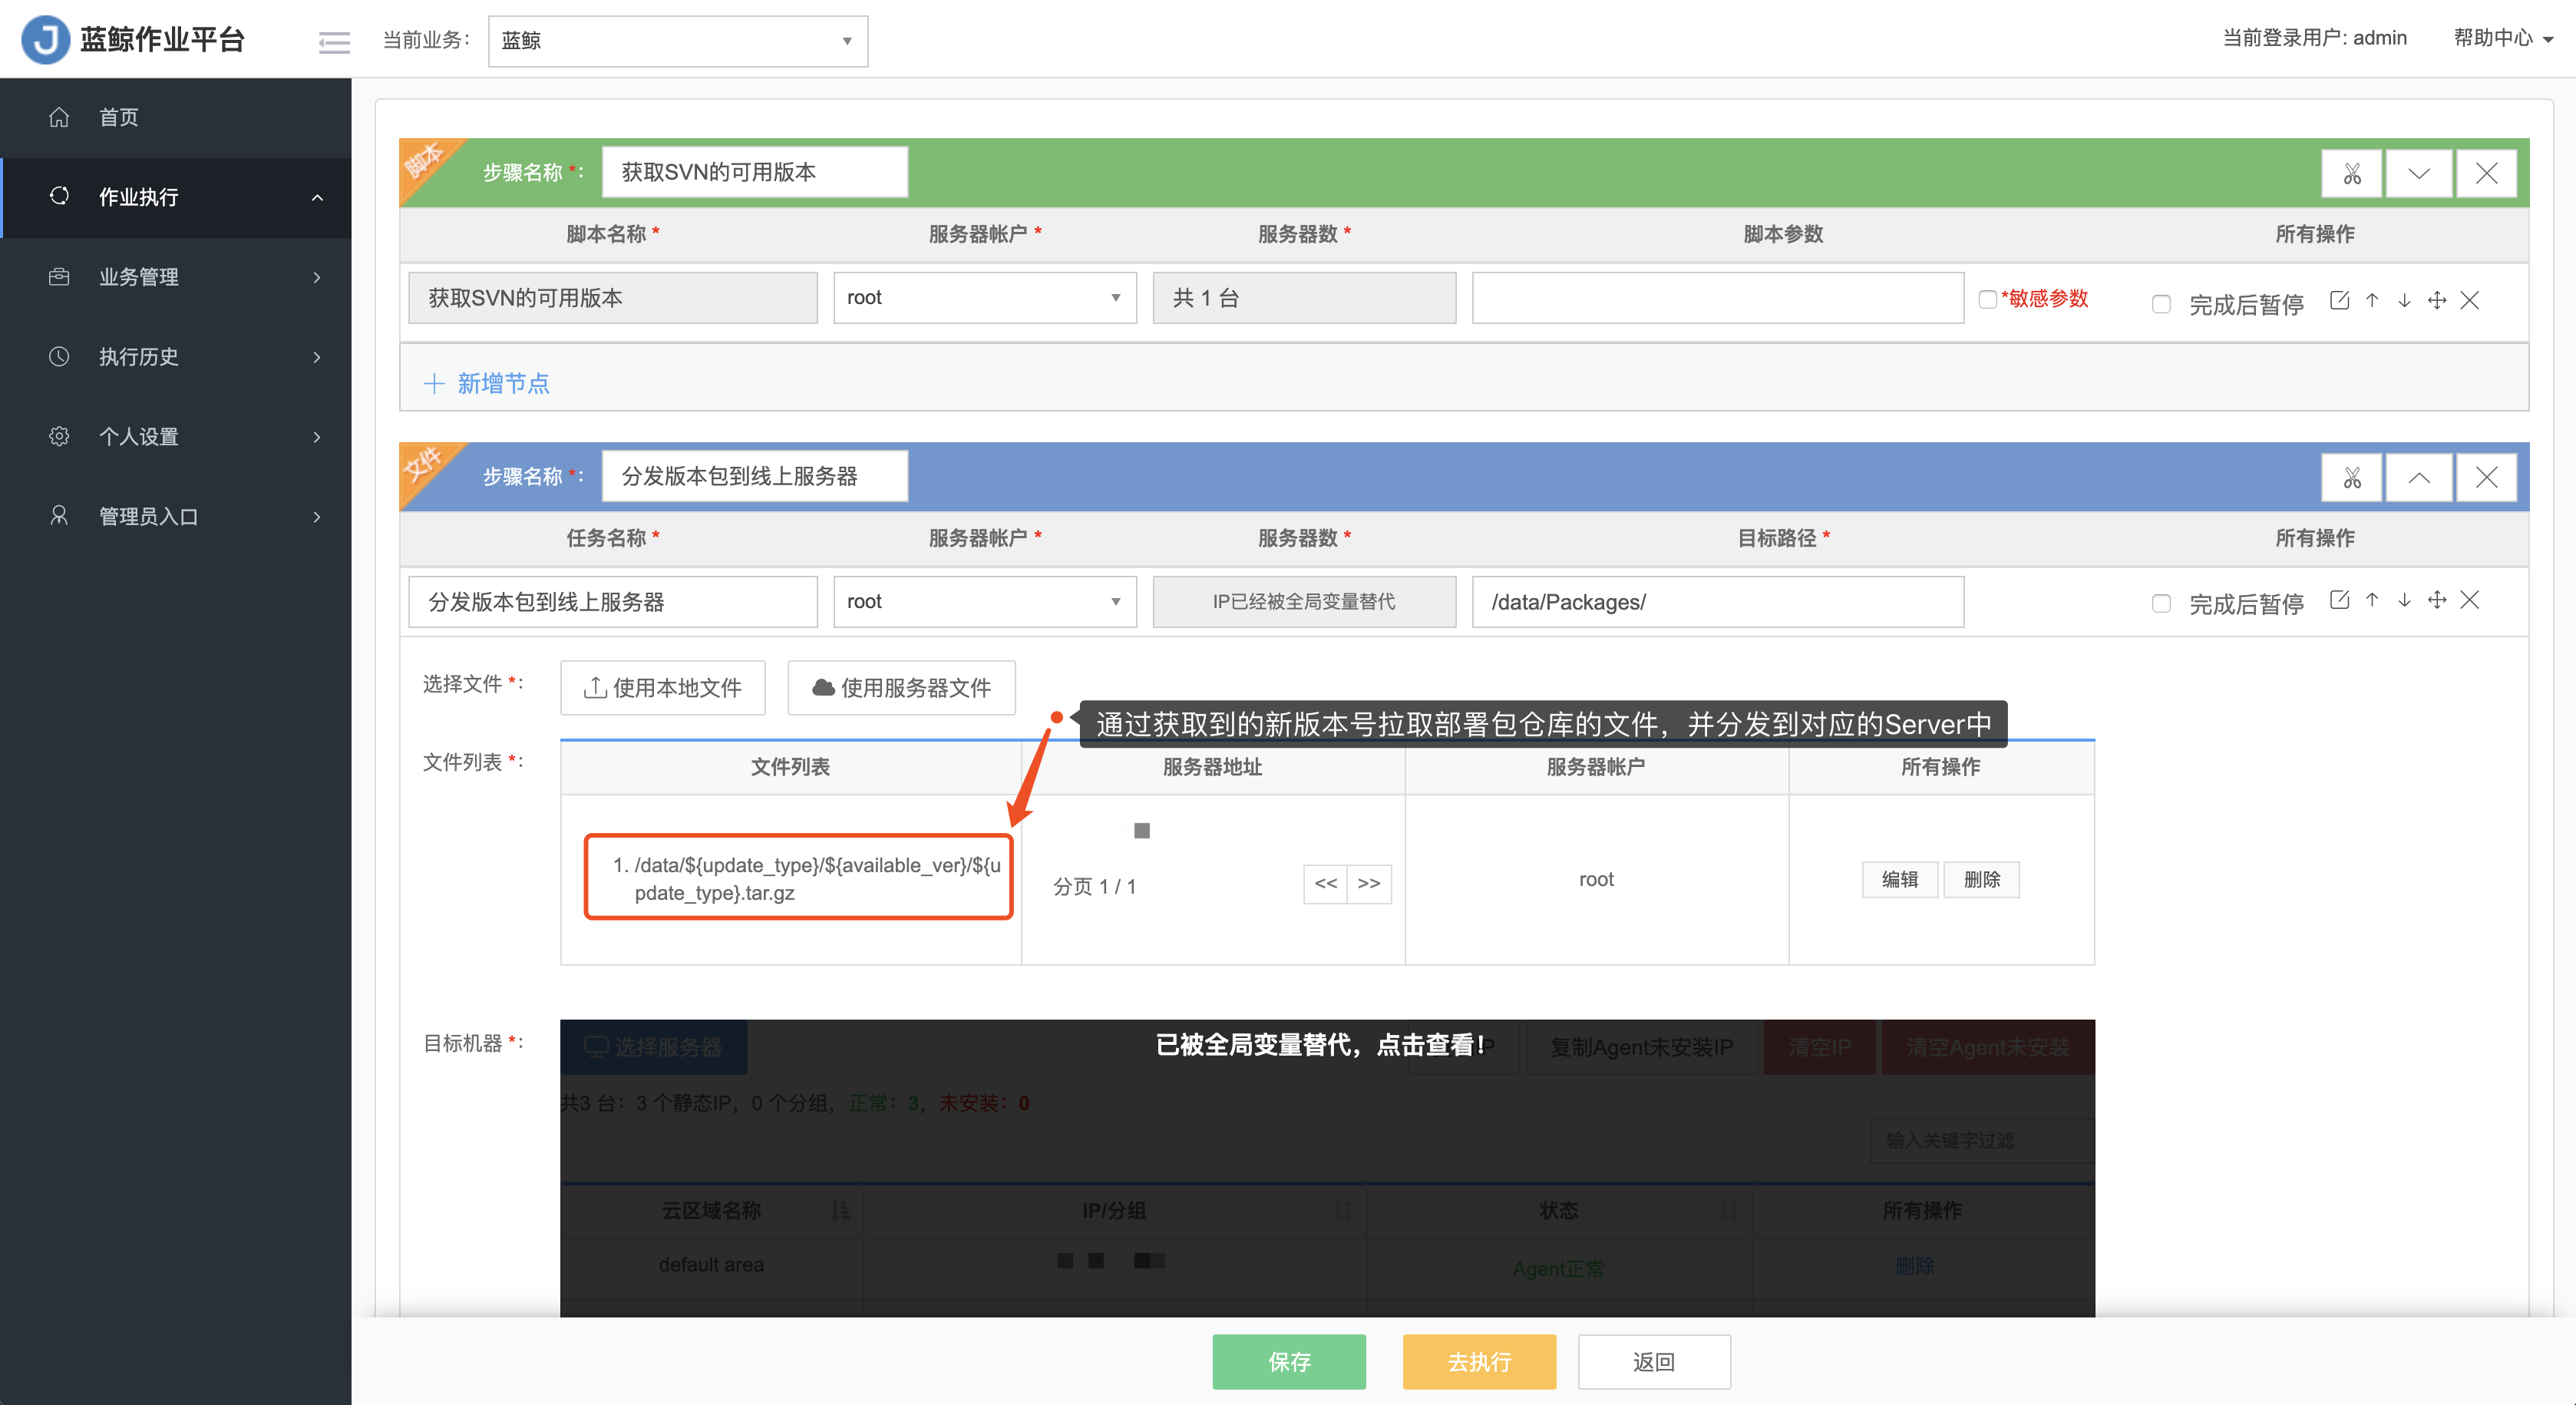 蓝鲸作业平台
当前业务：
蓝鲸
当前登录用户: admin
帮助中心
首页
作业执行
业务管理
执行历史
个人设置
管理员入口
脚本
步骤名称 *：
获取SVN的可用版本
脚本名称 *
服务器帐户 *
服务器数 *
脚本参数
所有操作
获取SVN的可用版本
root
共 1 台
*敏感参数
完成后暂停
新增节点
文件
步骤名称 *：
分发版本包到线上服务器
任务名称 *
服务器帐户 *
服务器数 *
目标路径 *
所有操作
分发版本包到线上服务器
root
IP已经被全局变量替代
/data/Packages/
完成后暂停
选择文件 *：
使用本地文件
使用服务器文件
通过获取到的新版本号拉取部署包仓库的文件，并分发到对应的Server中
文件列表 *：
文件列表
服务器地址
服务器帐户
所有操作
1. /data/${update_type}/${available_ver}/${u
pdate_type}.tar.gz
分页 1 / 1
<<
>>
root
编辑
删除
目标机器 *：
选择服务器
已被全局变量替代，点击查看！
复制Agent未安装IP
清空IP
清空Agent未安装
共3 台：3 个静态IP，0 个分组，正常：3，未安装：0
输入关键字过滤
云区域名称
IP/分组
状态
所有操作
default area
Agent正常
删除
保存
去执行
返回